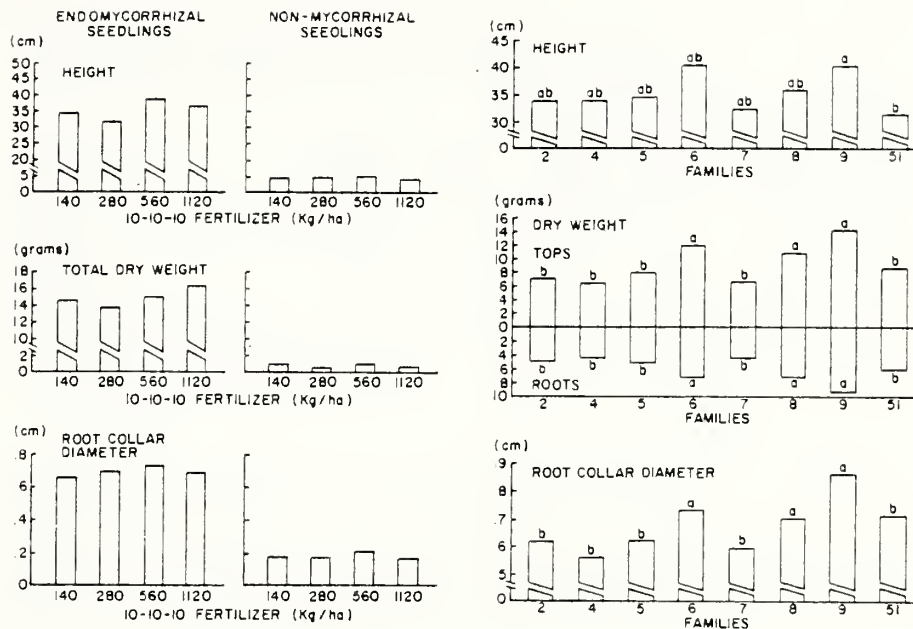 ENDOMYCORRHIZAL
SEEDLINGS
NON-MYCORRHIZAL
SEEOLINGS
(cm)
50
45
40
35
30
25
20
5
0
HEIGHT
140 280 560 1120
10-10-10 FERTILIZER (Kg/ha)
140 280 560 1120
(grams)
18
16
14
12
10
2
0
TOTAL DRY WEIGHT
140 280 560 1120
10-10-10 FERTILIZER (Kg/ha)
140 280 560 1120
(cm)
1
.8
.6
.4
.2
0
ROOT COLLAR
DIAMETER
140 280 560 1120
10-10-10 FERTILIZER (Kg/ha)
140 280 560 1120
(cm)
45
40
35
30
0
HEIGHT
ab ab ab ab ab ab a b
2 4 5 6 7 8 9 51
FAMILIES
(grams)
16
14
12
10
8
6
4
2
0
2
4
6
8
10
DRY WEIGHT
TOPS
b b b a b a a b
b b b a b a a b
ROOTS
2 4 5 6 7 8 9 51
FAMILIES
(cm)
.9
.8
.7
.6
.5
0
ROOT COLLAR DIAMETER
b b b a b a a b
2 4 5 6 7 8 9 51
FAMILIES